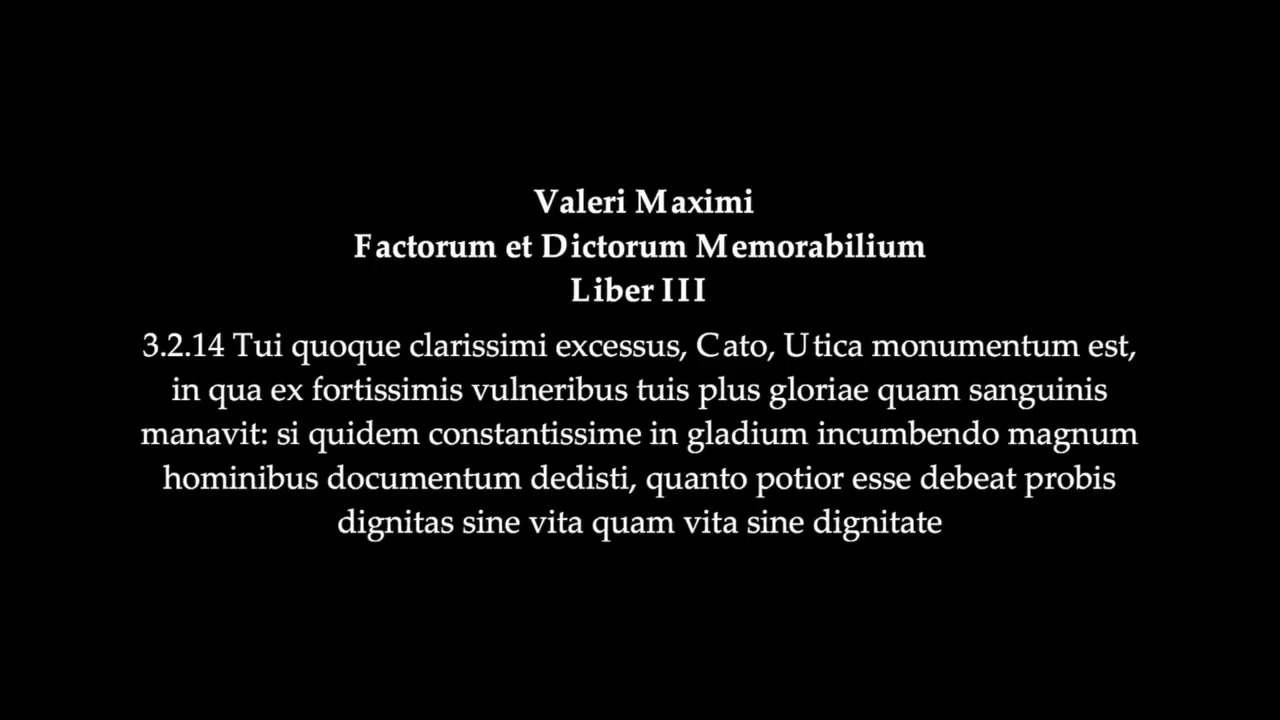 Valeri Maximi
Factorum et Dictorum Memorabilium
Liber III
3.2.14 Tui quoque clarissimi excessus, Cato, Utica monumentum est,
in qua ex fortissimis vulneribus tuis plus gloriae quam sanguinis
manavit: si quidem constantissime in gladium incumbendo magnum
hominibus documentum dedisti, quanto potior esse debeat probis
dignitas sine vita quam vita sine dignitate